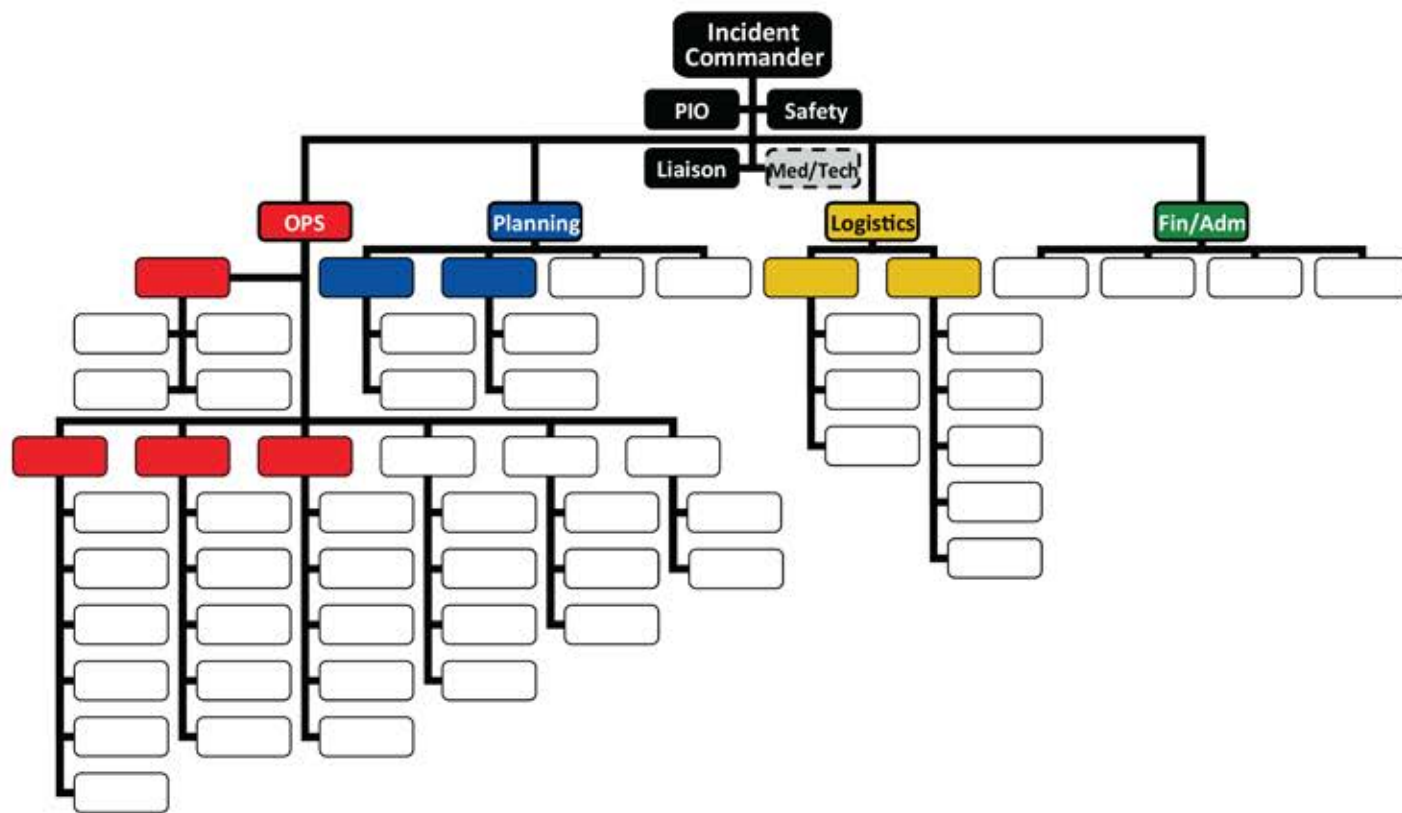 Incident
Commander
PIO
Safety
Liaison
Med/Tech
OPS
Planning
Logistics
Fin/Adm